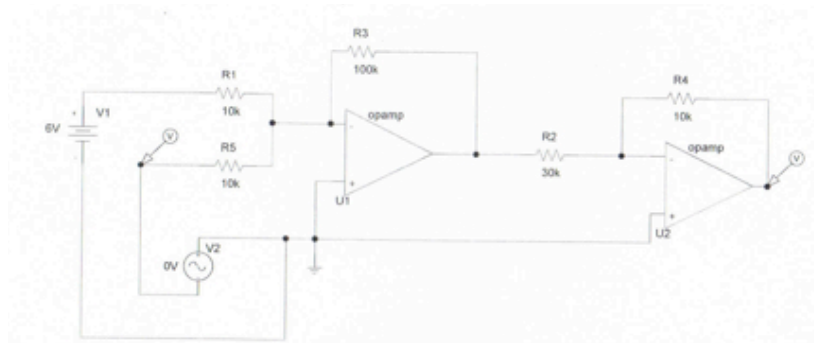 R3
100k
R1
10k
opamp
R4
10k
opamp
+
V1
6V
-
V
R5
10k
-
+
U1
R2
30k
-
+
U2
V
V2
0V